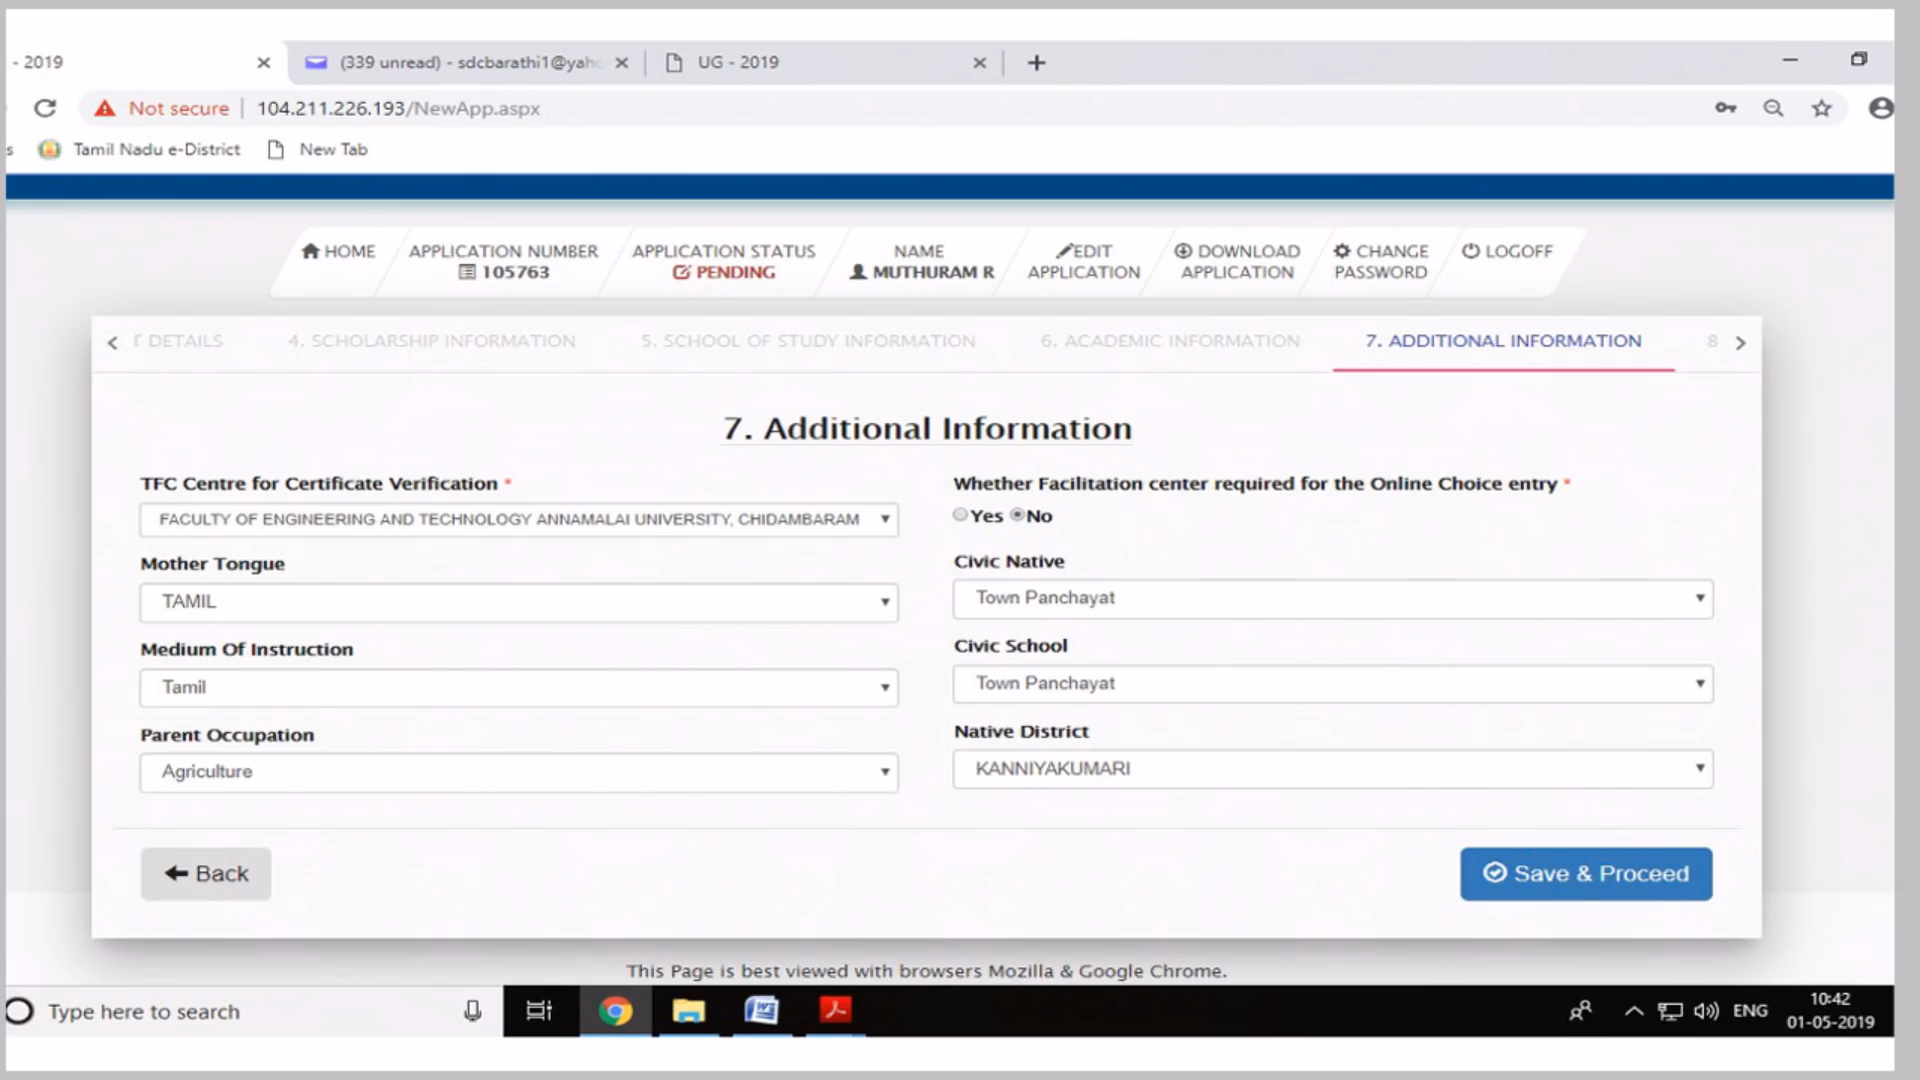 - 2019
(339 unread) - sdcbarathi1@yaho
UG - 2019
Not secure | 104.211.226.193/NewApp.aspx
s Tamil Nadu e-District New Tab
HOME
APPLICATION NUMBER
105763
APPLICATION STATUS
PENDING
NAME
MUTHURAM R
EDIT
APPLICATION
DOWNLOAD
APPLICATION
CHANGE
PASSWORD
LOGOFF
T DETAILS 4. SCHOLARSHIP INFORMATION 5. SCHOOL OF STUDY INFORMATION 6. ACADEMIC INFORMATION 7. ADDITIONAL INFORMATION 8
7. Additional Information
TFC Centre for Certificate Verification *
FACULTY OF ENGINEERING AND TECHNOLOGY ANNAMALAI UNIVERSITY, CHIDAMBARAM
Whether Facilitation center required for the Online Choice entry *
Yes No
Mother Tongue
TAMIL
Civic Native
Town Panchayat
Medium Of Instruction
Tamil
Civic School
Town Panchayat
Parent Occupation
Agriculture
Native District
KANNIYAKUMARI
Back
Save & Proceed
This Page is best viewed with browsers Mozilla & Google Chrome.
Type here to search
ENG
10:42
01-05-2019